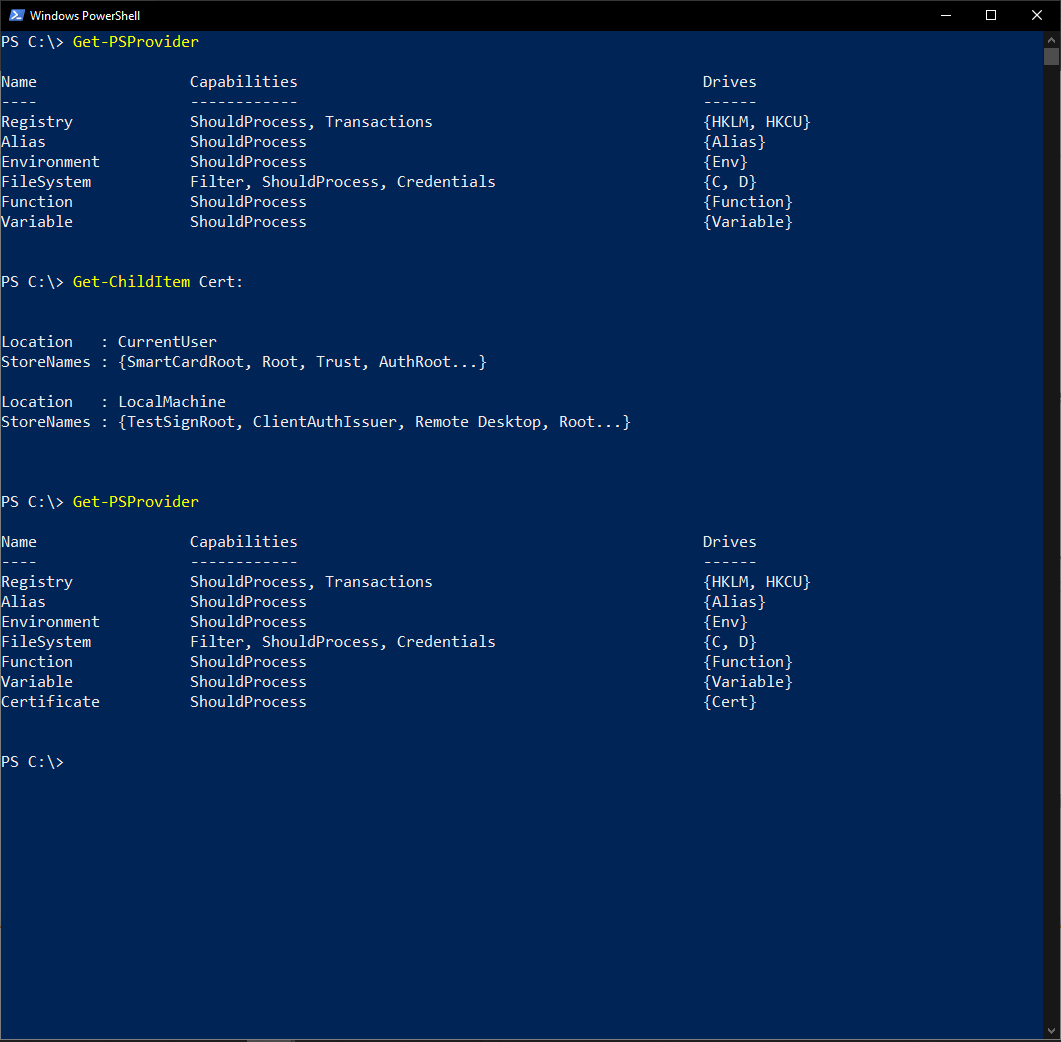 Windows PowerShell
PS C:\> Get-PSProvider
Name                 Capabilities                                             Drives
----                 ------------                                             ------
Registry             ShouldProcess, Transactions                              {HKLM, HKCU}
Alias                ShouldProcess                                            {Alias}
Environment          ShouldProcess                                            {Env}
FileSystem           Filter, ShouldProcess, Credentials                       {C, D}
Function             ShouldProcess                                            {Function}
Variable             ShouldProcess                                            {Variable}
PS C:\> Get-ChildItem Cert:
Location   : CurrentUser
StoreNames : {SmartCardRoot, Root, Trust, AuthRoot...}
Location   : LocalMachine
StoreNames : {TestSignRoot, ClientAuthIssuer, Remote Desktop, Root...}
PS C:\> Get-PSProvider
Name                 Capabilities                                             Drives
----                 ------------                                             ------
Registry             ShouldProcess, Transactions                              {HKLM, HKCU}
Alias                ShouldProcess                                            {Alias}
Environment          ShouldProcess                                            {Env}
FileSystem           Filter, ShouldProcess, Credentials                       {C, D}
Function             ShouldProcess                                            {Function}
Variable             ShouldProcess                                            {Variable}
Certificate          ShouldProcess                                            {Cert}
PS C:\>